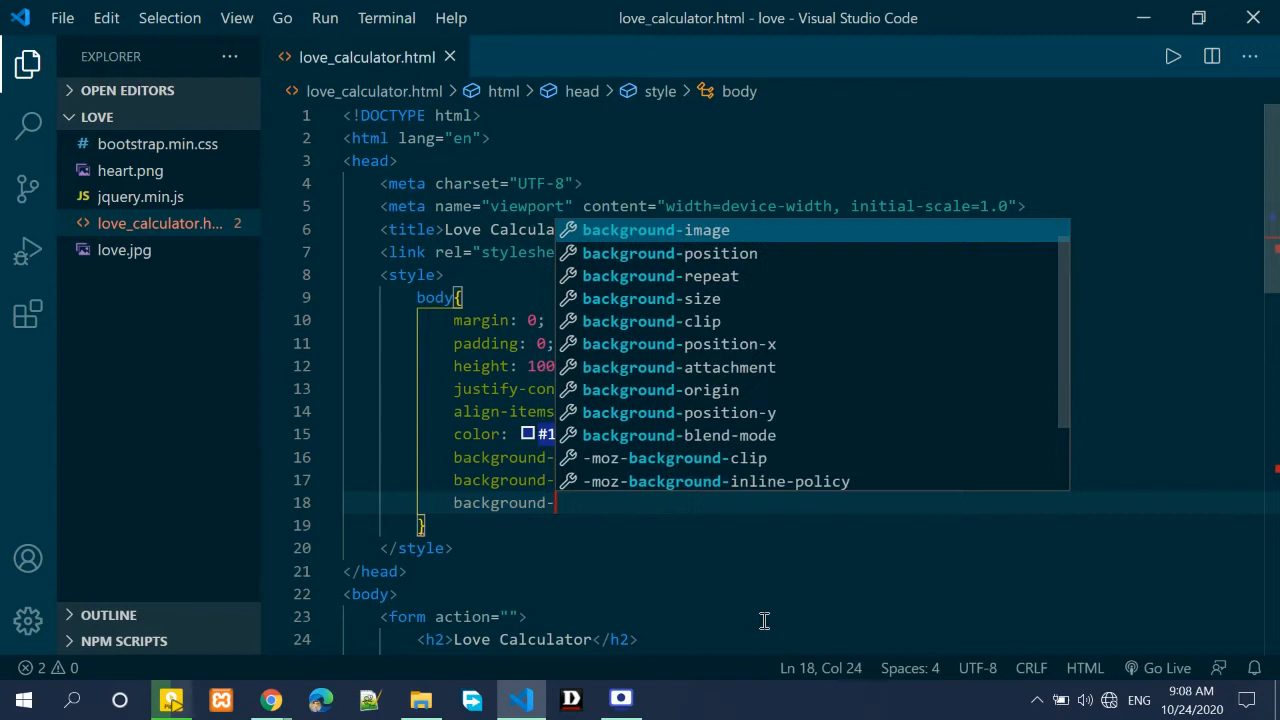 File Edit Selection View Go Run Terminal Help love_calculator.html - love - Visual Studio Code
EXPLORER
OPEN EDITORS
LOVE
# bootstrap.min.css
heart.png
JS jquery.min.js
<> love_calculator.h... 2
love.jpg
OUTLINE
NPM SCRIPTS
<> love_calculator.html
<> love_calculator.html > html > head > style > body
1 <!DOCTYPE html>
2 <html lang="en">
3 <head>
4 <meta charset="UTF-8">
5 <meta name="viewport" content="width=device-width, initial-scale=1.0">
6 <title>Love Calcula
7 <link rel="styleshe
8 <style>
9 body{
10 margin: 0;
11 padding: 0;
12 height: 100
13 justify-con
14 align-items
15 color: #1
16 background-
17 background-
18 background-
19 }
20 </style>
21 </head>
22 <body>
23 <form action="">
24 <h2>Love Calculator</h2>
background-image
background-position
background-repeat
background-size
background-clip
background-position-x
background-attachment
background-origin
background-position-y
background-blend-mode
-moz-background-clip
-moz-background-inline-policy
2 0 Ln 18, Col 24 Spaces: 4 UTF-8 CRLF HTML Go Live
ENG 9:08 AM
10/24/2020